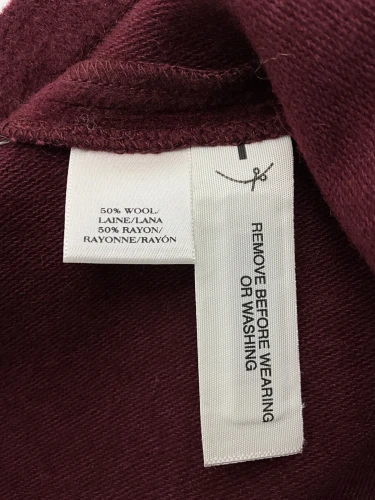 50% WOOL/
LAINE/LANA
50% RAYON/
RAYONNE/RAYÓN
REMOVE BEFORE WEARING
OR WASHING